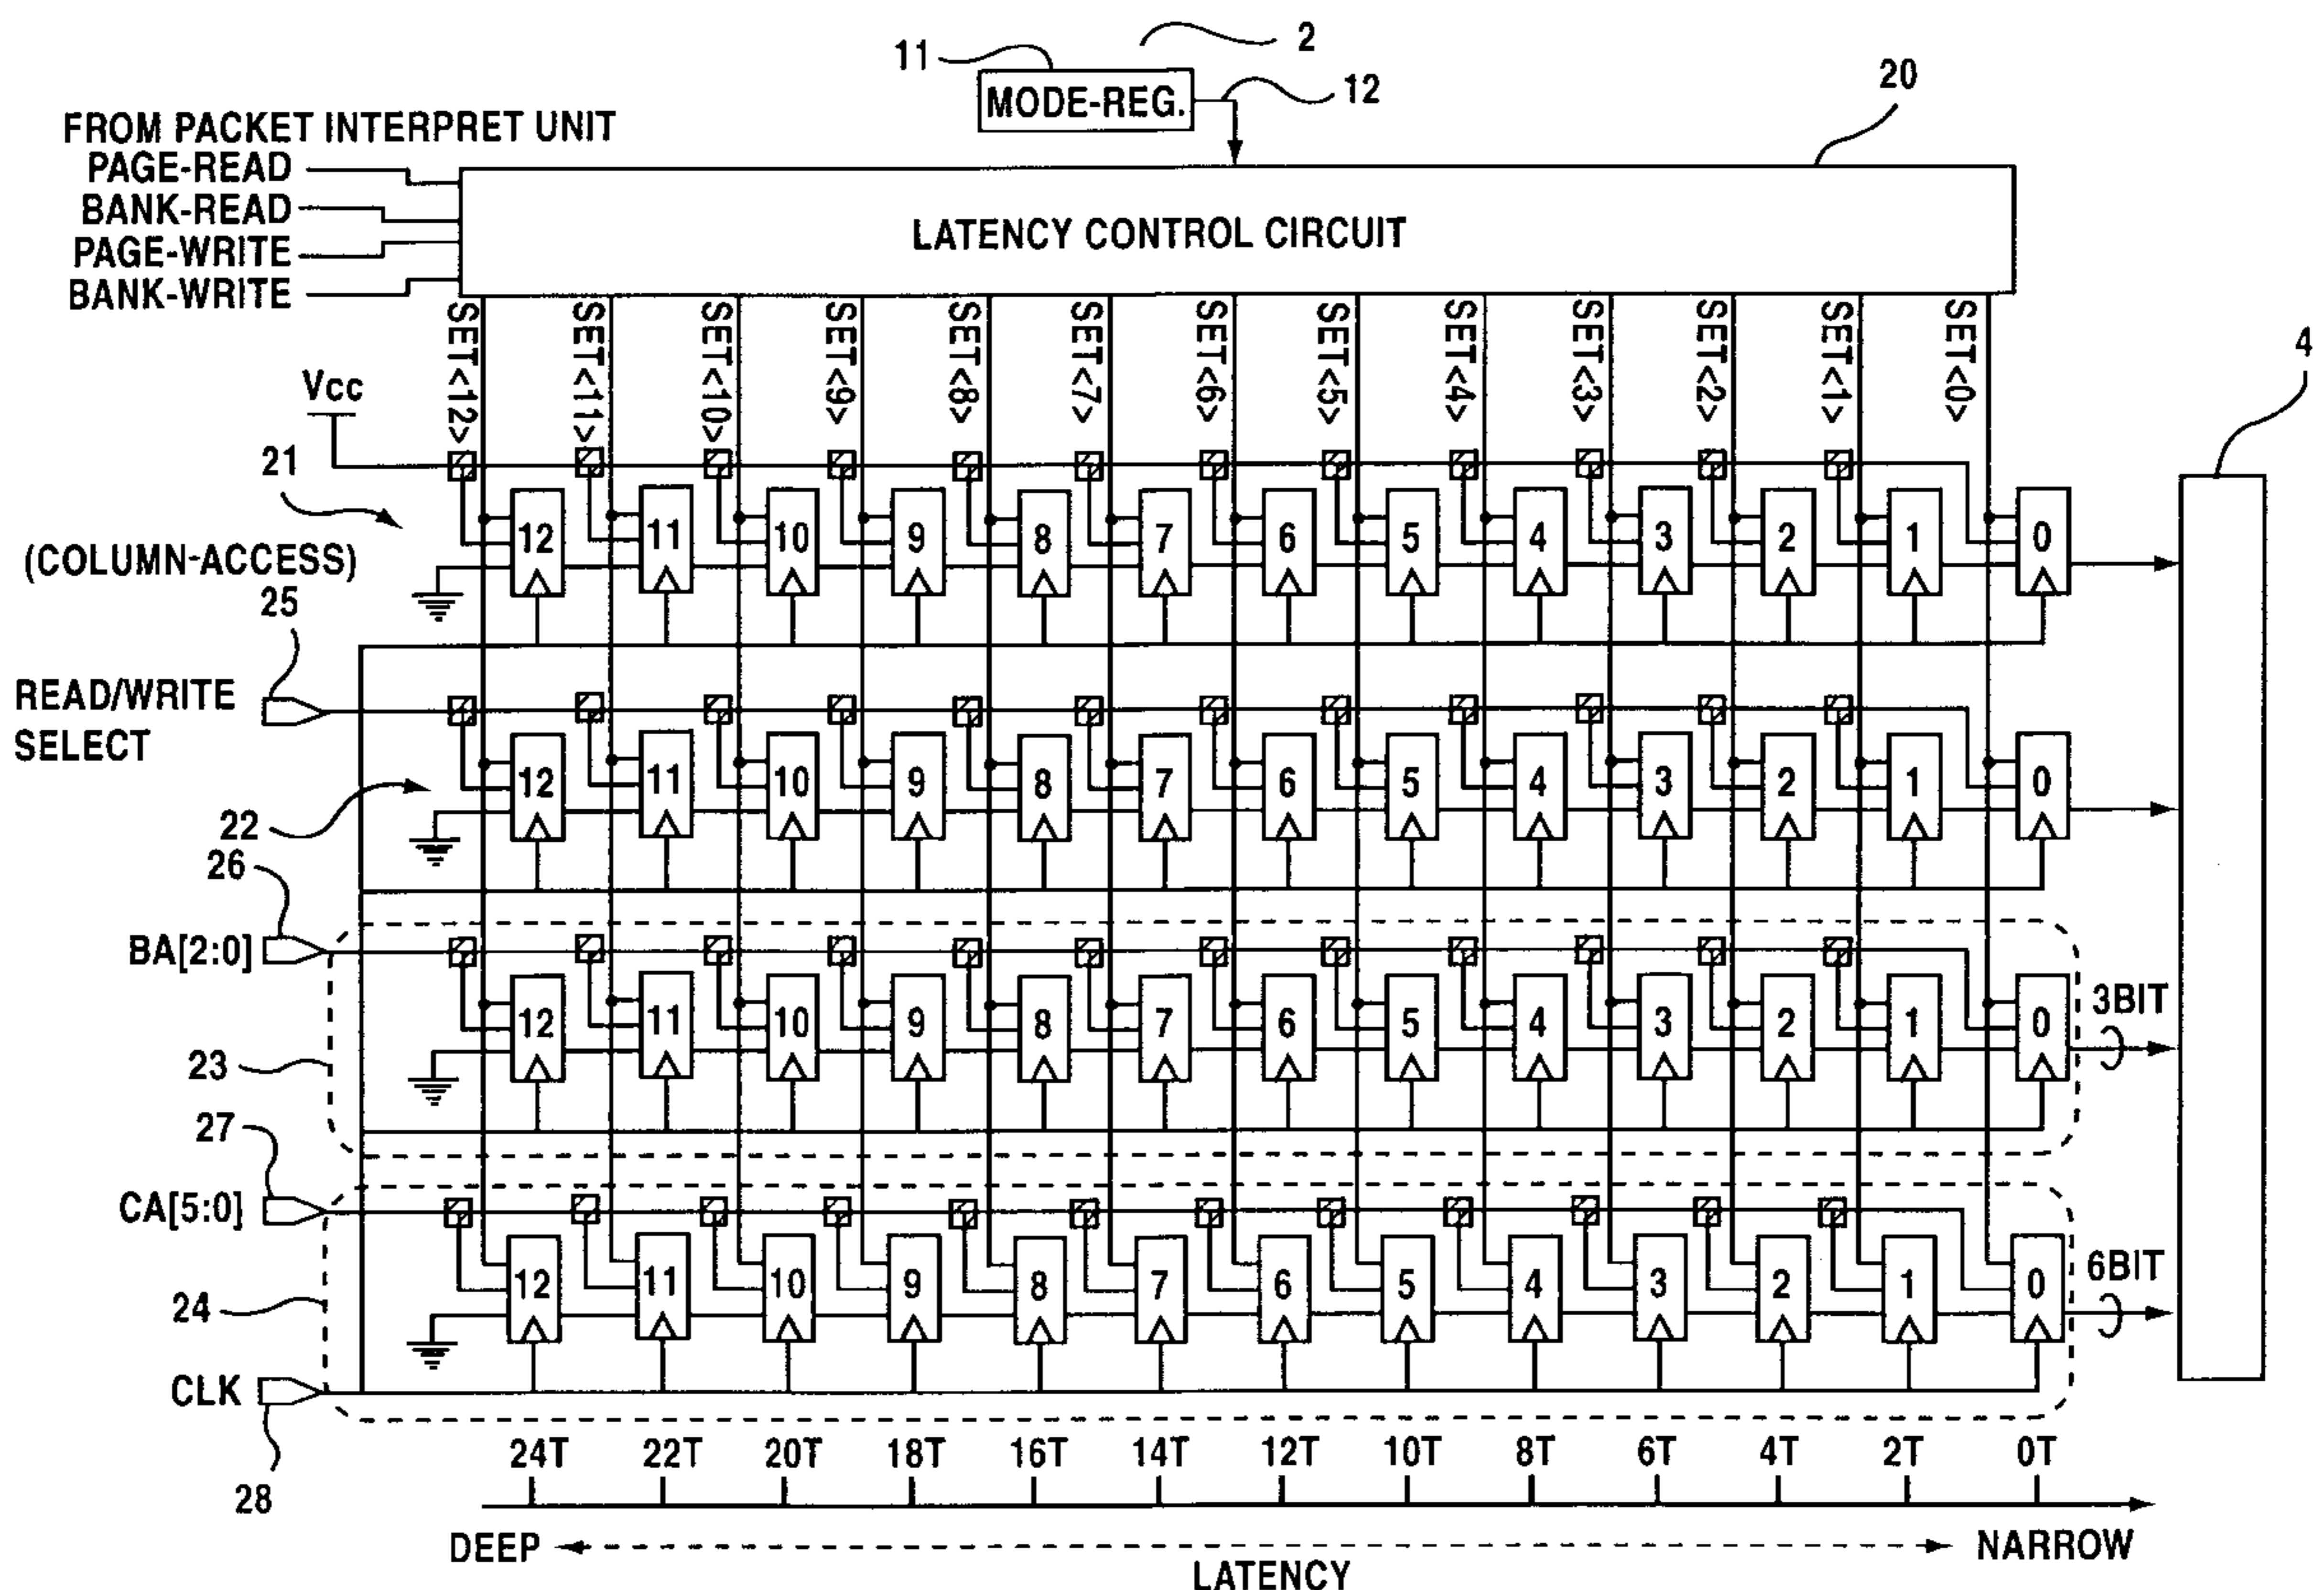 2
11
MODE-REG.
12
20
FROM PACKET INTERPRET UNIT
PAGE-READ
BANK-READ
PAGE-WRITE
BANK-WRITE
LATENCY CONTROL CIRCUIT
SET<12>
SET<11>
SET<10>
SET<9>
SET<8>
SET<7>
SET<6>
SET<5>
SET<4>
SET<3>
SET<2>
SET<1>
SET<0>
4
Vcc
21
12 11 10 9 8 7 6 5 4 3 2 1 0
(COLUMN-ACCESS)
25
READ/WRITE
SELECT
12 11 10 9 8 7 6 5 4 3 2 1 0
22
26
BA[2:0]
12 11 10 9 8 7 6 5 4 3 2 1 0
3BIT
23
27
CA[5:0]
12 11 10 9 8 7 6 5 4 3 2 1 0
6BIT
24
CLK
28
24T 22T 20T 18T 16T 14T 12T 10T 8T 6T 4T 2T 0T
DEEP
NARROW
LATENCY